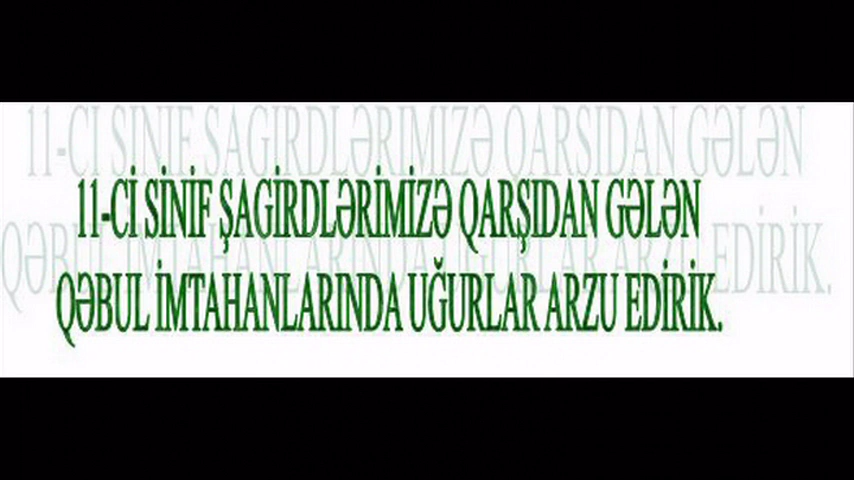 11-Cİ SİNİF ŞAGİRDLƏRİMİZƏ QARŞIDAN GƏLƏN
QƏBUL İMTAHANLARINDA UĞURLAR ARZU EDİRİK.